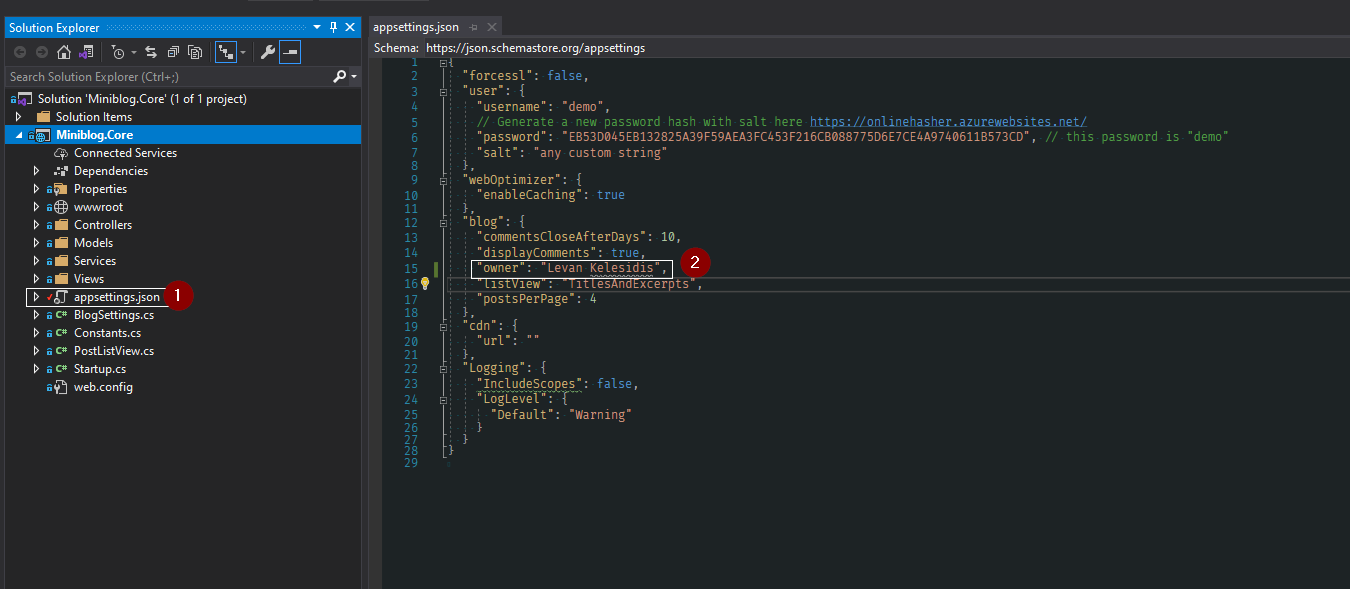 Solution Explorer
Search Solution Explorer (Ctrl+;)
Solution 'Miniblog.Core' (1 of 1 project)
Solution Items
Miniblog.Core
Connected Services
Dependencies
Properties
wwwroot
Controllers
Models
Services
Views
appsettings.json 1
C# BlogSettings.cs
C# Constants.cs
C# PostListView.cs
C# Startup.cs
web.config
appsettings.json
Schema: https://json.schemastore.org/appsettings
1 {
2 "forcessl": false,
3 "user": {
4 "username": "demo",
5 // Generate a new password hash with salt here https://onlinehasher.azurewebsites.net/
6 "password": "EB53D045EB132825A39F59AEA3FC453F216CB088775D6E7CE4A9740611B573CD", // this password is "demo"
7 "salt": "any custom string"
8 },
9 "webOptimizer": {
10 "enableCaching": true
11 },
12 "blog": {
13 "commentsCloseAfterDays": 10,
14 "displayComments": true,
15 "owner": "Levan Kelesidis", 2
16 "listView": "TitlesAndExcerpts",
17 "postsPerPage": 4
18 },
19 "cdn": {
20 "url": ""
21 },
22 "Logging": {
23 "IncludeScopes": false,
24 "LogLevel": {
25 "Default": "Warning"
26 }
27 }
28 }
29